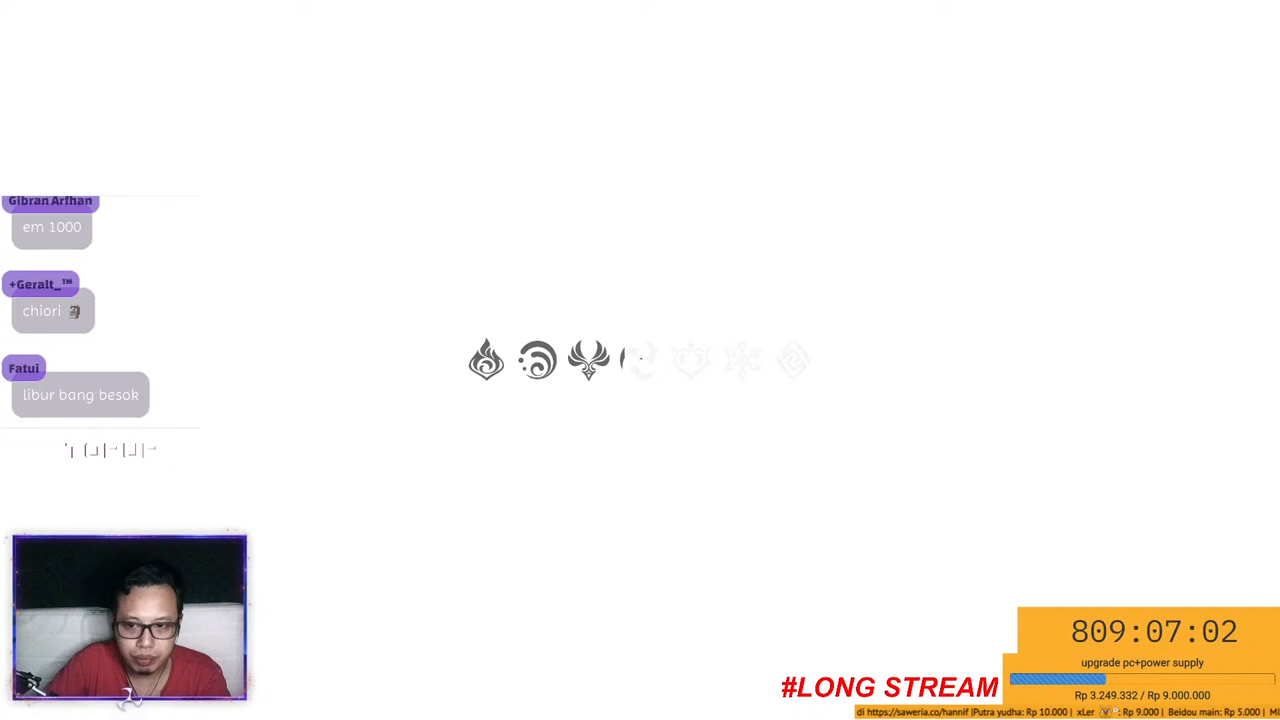 Gibran Arfhan
em 1000
+Geralt_™
chiori
Fatui
libur bang besok
809:07:02
upgrade pc+power supply
Rp 3.249.332 / Rp 9.000.000
#LONG STREAM
di https://saweria.co/hannif |Putra yudha: Rp 10.000 | xLer : Rp 9.000 | Beidou main: Rp 5.000 |